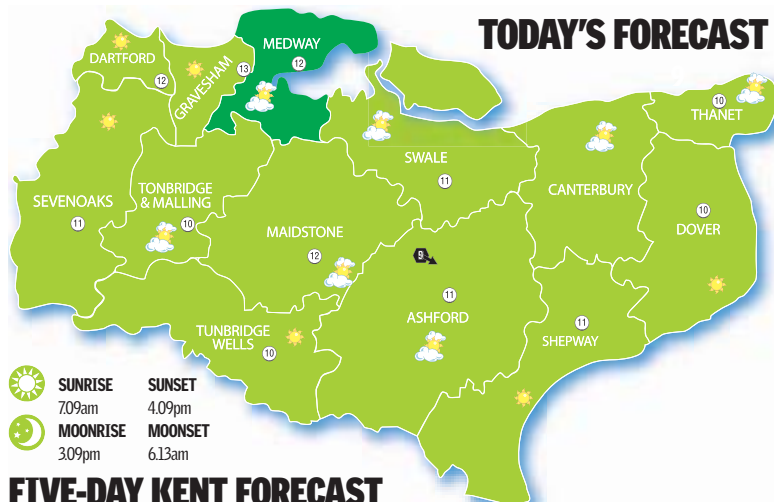 TODAY'S FORECAST
MEDWAY
12
DARTFORD
12
GRAVESHAM
13
THANET
10
SWALE
11
CANTERBURY
SEVENOAKS
11
TONBRIDGE
& MALLING
10
MAIDSTONE
12
DOVER
10
9
ASHFORD
11
SHEPWAY
11
TUNBRIDGE
WELLS
10
SUNRISE SUNSET
7.09am 4.09pm
MOONRISE MOONSET
3.09pm 6.13am
FIVE-DAY KENT FORECAST